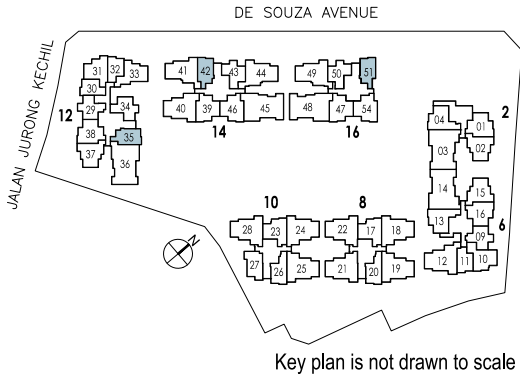 DE SOUZA AVENUE
JALAN JURONG KECHIL
31 32 33
30
29 34
12
38 35
37 36
41 42 43 44
40 39 46 45
14
49 50 51
48 47 54
16
04 01 2
03 02
14 15
13 16 6
09
12 11 10
10
28 23 24
27 26 25
8
22 17 18
21 20 19
N
Key plan is not drawn to scale